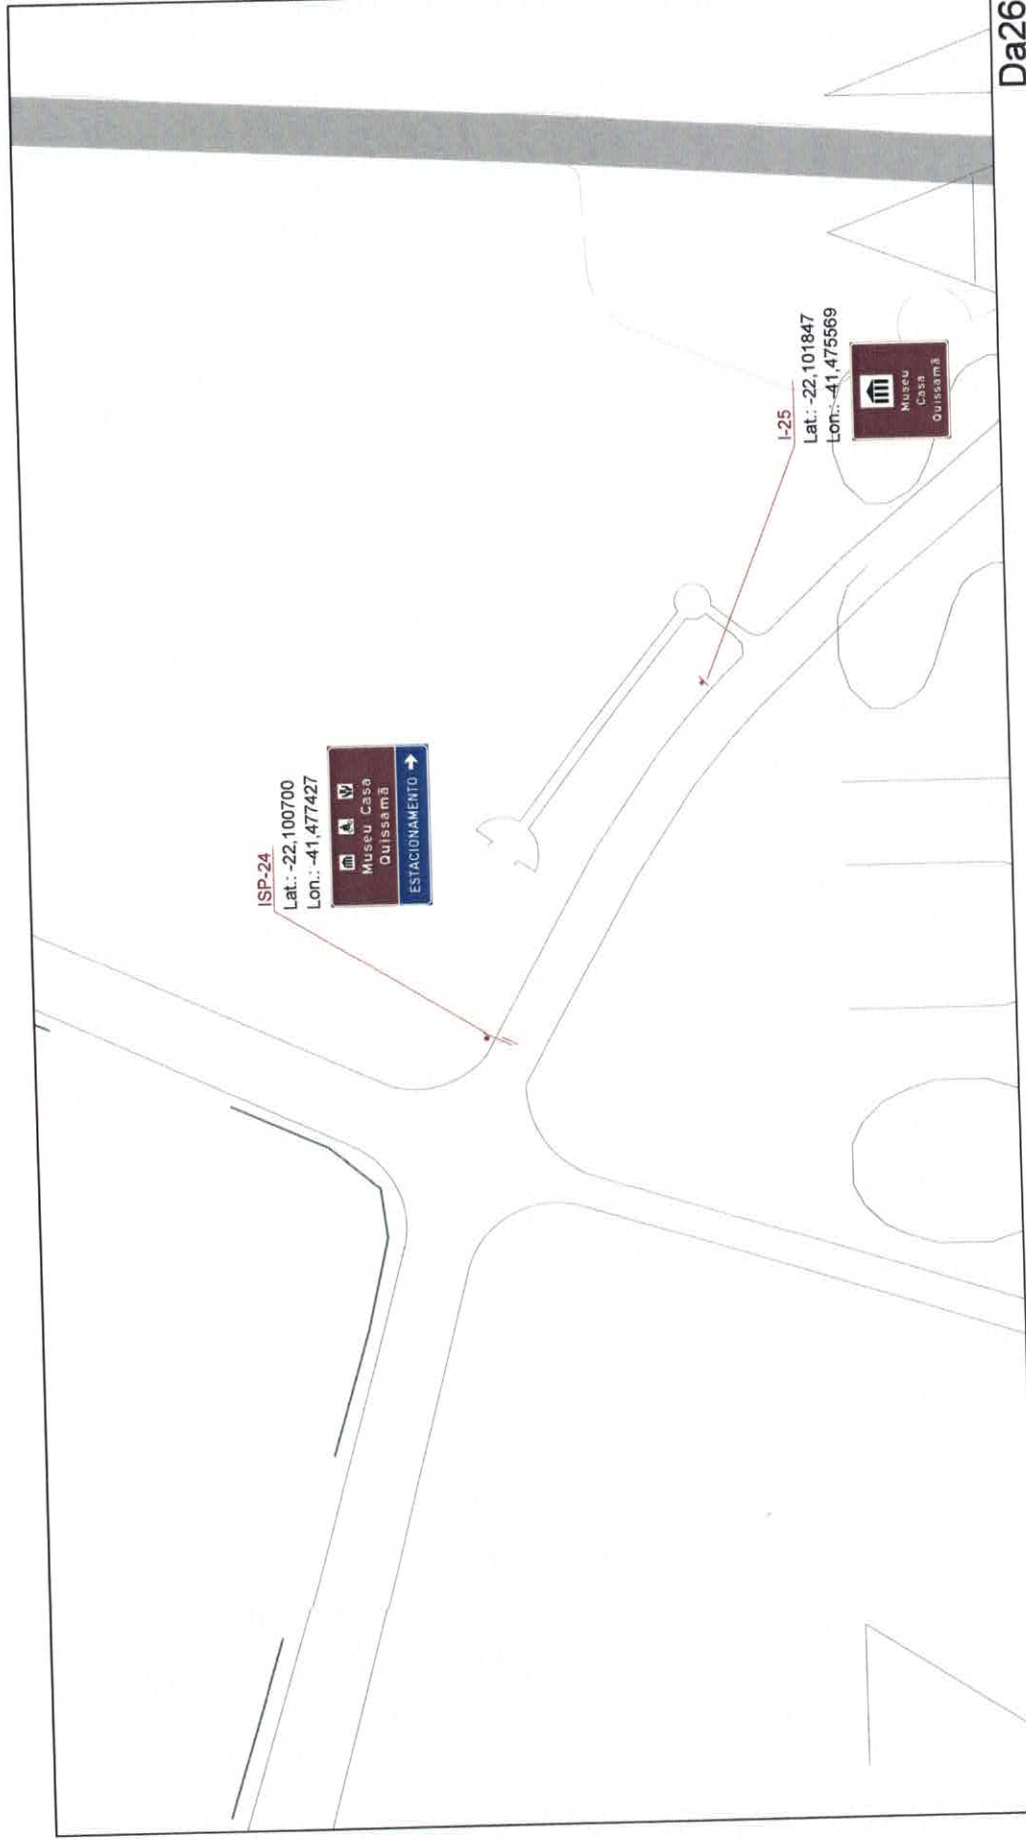 ISP-24
Lat.: -22,100700
Lon.: -41,477427
Museu Casa
Quissamã
ESTACIONAMENTO
I-25
Lat.: -22,101847
Lon.: -41,475569
Museu
Casa
Quissamã
Da26